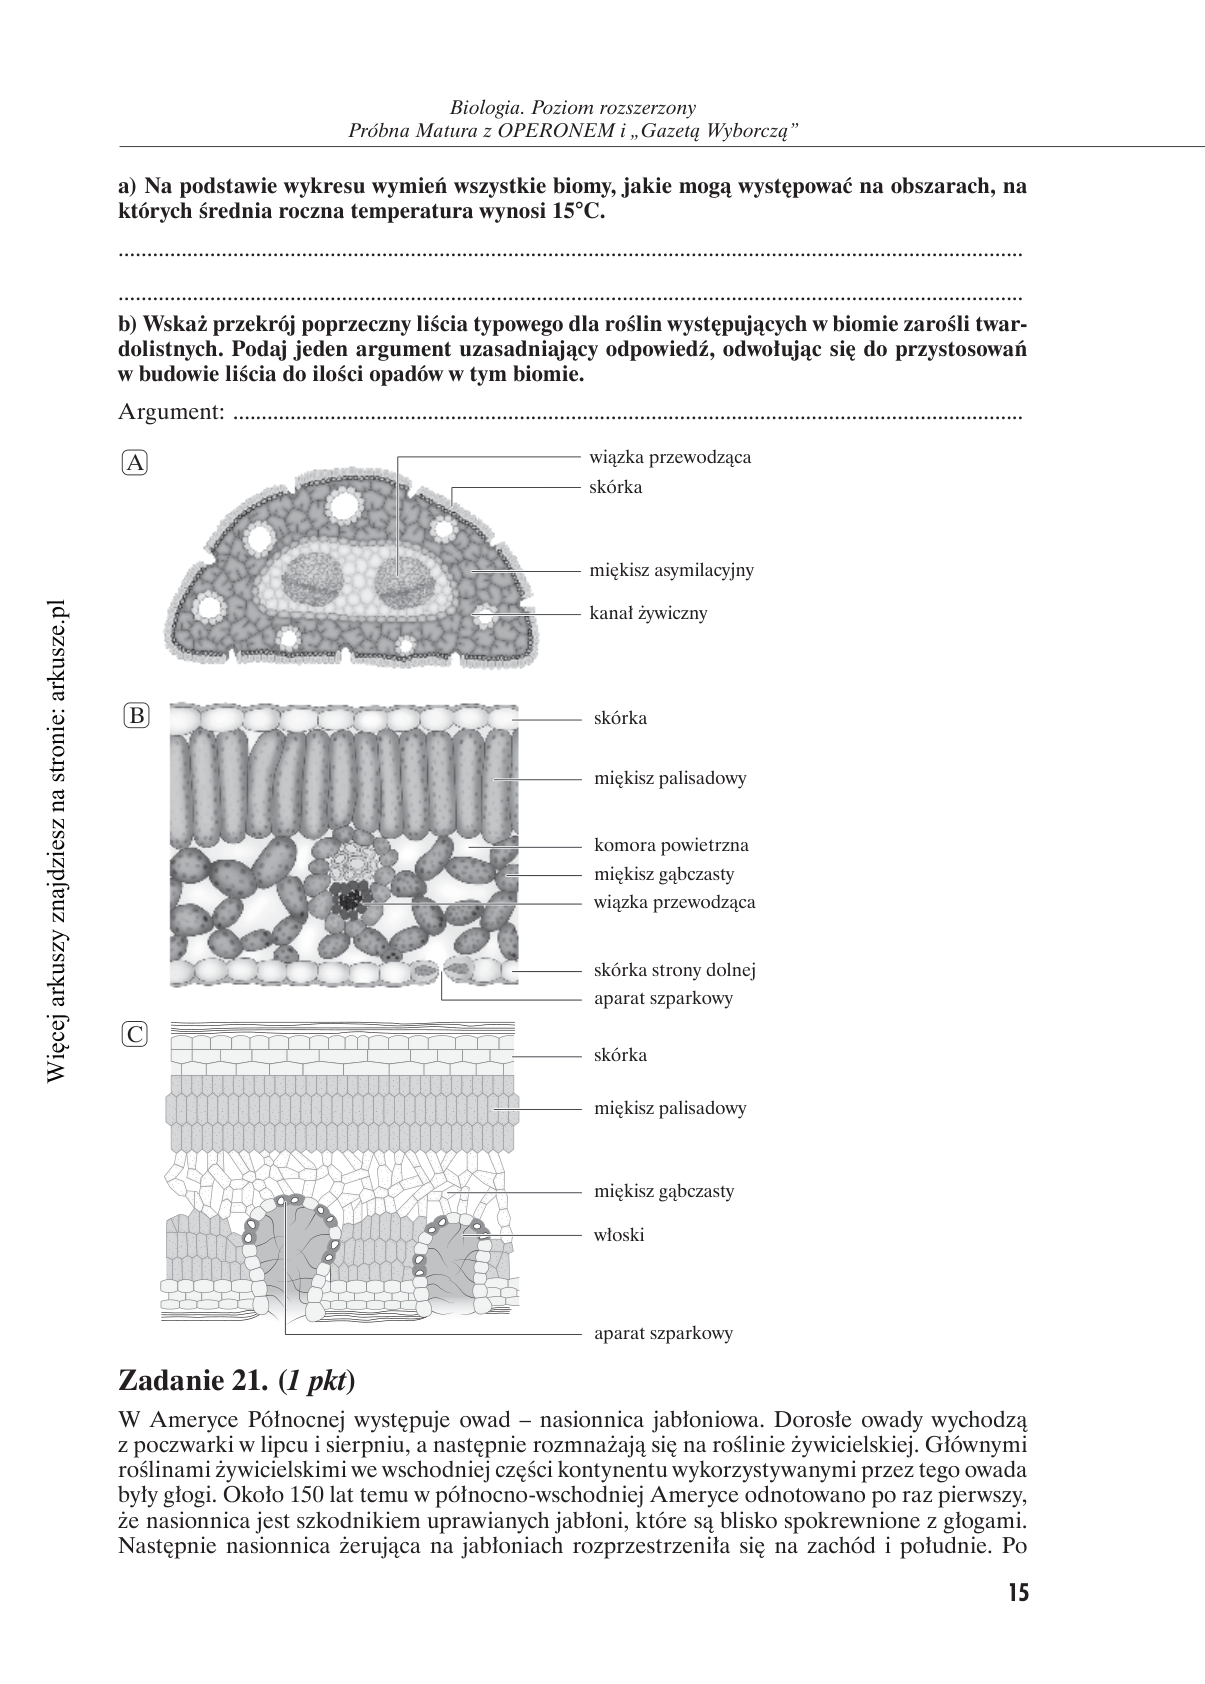 Biologia. Poziom rozszerzony
Próbna Matura z OPERONEM i „Gazetą Wyborczą”
a) Na podstawie wykresu wymień wszystkie biomy, jakie mogą występować na obszarach, na
których średnia roczna temperatura wynosi 15°C.
b) Wskaż przekrój poprzeczny liścia typowego dla roślin występujących w biomie zarośli twar-
dolistnych. Podaj jeden argument uzasadniający odpowiedź, odwołując się do przystosowań
w budowie liścia do ilości opadów w tym biomie.
Argument: ..........
A
wiązka przewodząca
skórka
miękisz asymilacyjny
kanał żywiczny
B
skórka
miękisz palisadowy
komora powietrzna
miękisz gąbczasty
wiązka przewodząca
skórka strony dolnej
aparat szparkowy
C
skórka
miękisz palisadowy
miękisz gąbczasty
włoski
aparat szparkowy
Zadanie 21. (1 pkt)
W Ameryce Północnej występuje owad – nasionnica jabłoniowa. Dorosłe owady wychodzą
z poczwarki w lipcu i sierpniu, a następnie rozmnażają się na roślinie żywicielskiej. Głównymi
roślinami żywicielskimi we wschodniej części kontynentu wykorzystywanymi przez tego owada
były głogi. Około 150 lat temu w północno-wschodniej Ameryce odnotowano po raz pierwszy,
że nasionnica jest szkodnikiem uprawianych jabłoni, które są blisko spokrewnione z głogami.
Następnie nasionnica żerująca na jabłoniach rozprzestrzeniła się na zachód i południe. Po
15
Więcej arkuszy znajdziesz na stronie: arkusze.pl